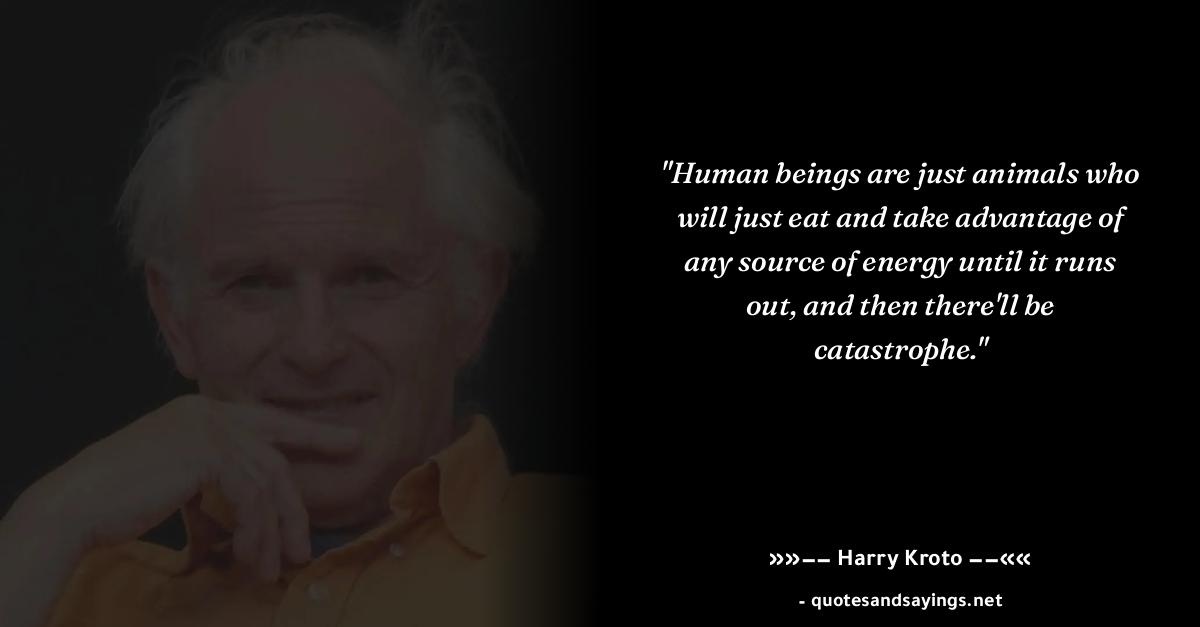 "Human beings are just animals who
will just eat and take advantage of
any source of energy until it runs
out, and then there'll be
catastrophe."
»»–– Harry Kroto ––««
- quotesandsayings.net